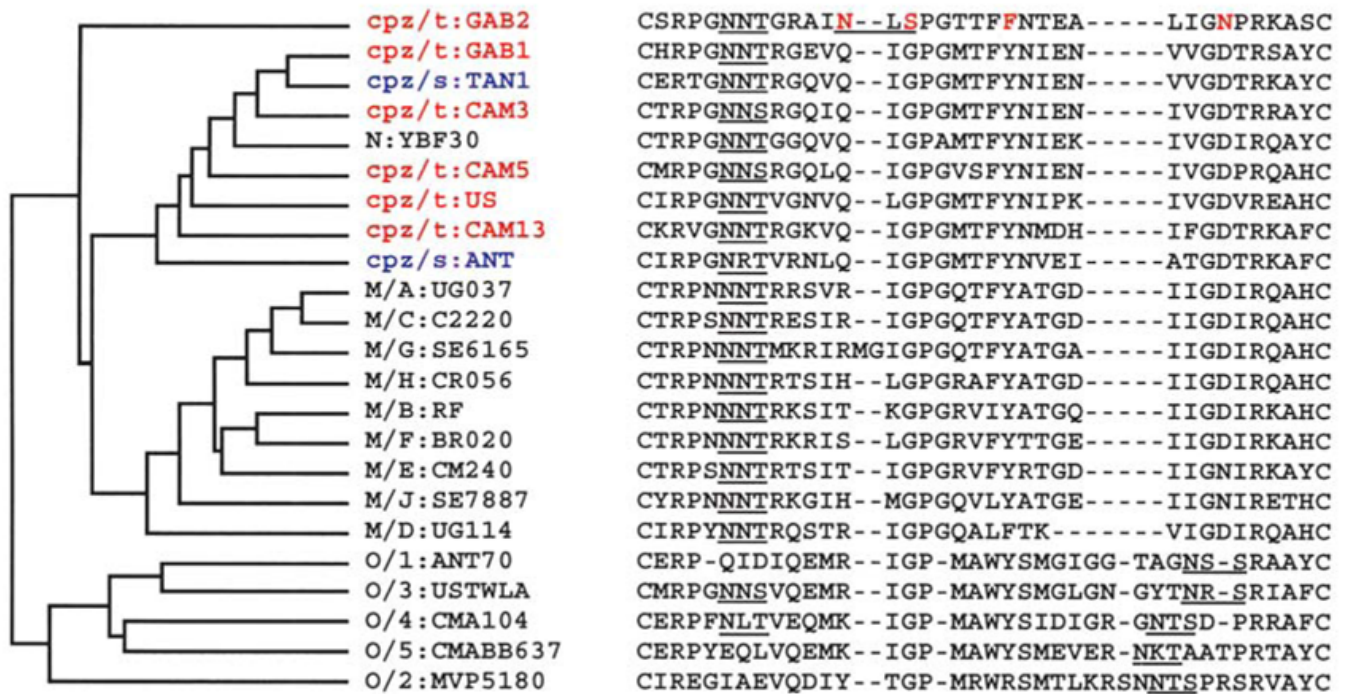 cpz/t:GAB2 CSRPGNNTGRAIN--LSPGTTFFNTEA-----LIGNPRKASC
cpz/t:GAB1 CHRPGNNTRGEVQ--IGPGMTFYNIEN-----VVGDTRSAYC
cpz/s:TAN1 CERTGNNTRGQVQ--IGPGMTFYNIEN-----VVGDTRKAYC
cpz/t:CAM3 CTRPGNNSRGQIQ--IGPGMTFYNIEN-----IVGDTRRAYC
N:YBF30 CTRPGNNTGGQVQ--IGPAMTFYNIEK-----IVGDIRQAYC
cpz/t:CAM5 CMRPGNNSRGQLQ--IGPGVSFYNIEN-----IVGDPRQAHC
cpz/t:US CIRPGNNTVGNVQ--LGPGMTFYNIPK-----IVGDVREAHC
cpz/t:CAM13 CKRVGNNTRGKVQ--IGPGMTFYNMDH-----IFGDTRKAFC
cpz/s:ANT CIRPGNRTVRNLQ--IGPGMTFYNVEI-----ATGDTRKAFC
M/A:UG037 CTRPNNNTRRSVR--IGPGQTFYATGD-----IIGDIRQAHC
M/C:C2220 CTRPSNNTRESIR--IGPGQTFYATGD-----IIGDIRQAHC
M/G:SE6165 CTRPNNNTMKRIRMGIGPGQTFYATGA-----IIGDIRQAHC
M/H:CR056 CTRPNNNTRTSIH--LGPGRAFYATGD-----IIGDIRQAHC
M/B:RF CTRPNNNTRKSIT--KGPGRVIYATGQ-----IIGDIRKAHC
M/F:BR020 CTRPNNNTRKRIS--LGPGRVFYTTGE-----IIGDIRKAHC
M/E:CM240 CTRPSNNTRTSIT--IGPGRVFYRTGD-----IIGNIRKAYC
M/J:SE7887 CYRPNNNTRKGIH--MGPGQVLYATGE-----IIGNIRETHC
M/D:UG114 CIRPYNNTRQSTR--IGPGQALFTK-------VIGDIRQAHC
O/1:ANT70 CERP-QIDIQEMR--IGP-MAWYSMGIGG-TAGNS-SRAAYC
O/3:USTWLA CMRPGNNSVQEMR--IGP-MAWYSMGLGN-GYTNR-SRIAFC
O/4:CMA104 CERPFNLTVEQMK--IGP-MAWYSIDIGR-GNTSD-PRRAFC
O/5:CMABB637 CERPYEQLVQEMK--IGP-MAWYSMEVER-NKTAATPRTAYC
O/2:MVP5180 CIREGIAEVQDIY--TGP-MRWRSMTLKRSNNTSPRSRVAYC